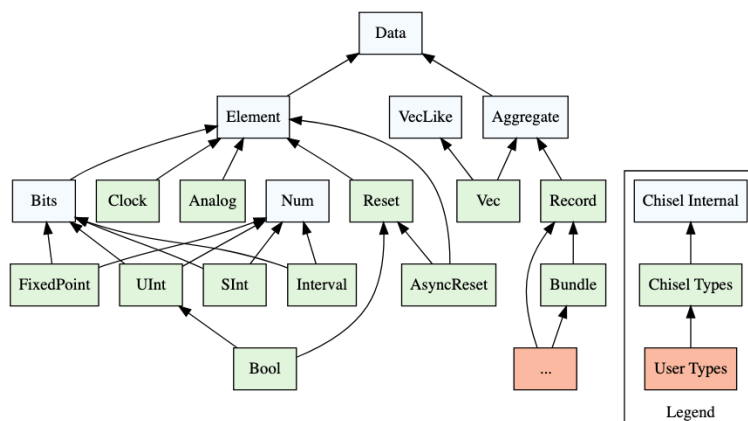 Data
Element
VecLike
Aggregate
Bits
Clock
Analog
Num
Reset
Vec
Record
Chisel Internal
FixedPoint
UInt
SInt
Interval
AsyncReset
Bundle
Chisel Types
Bool
...
User Types
Legend